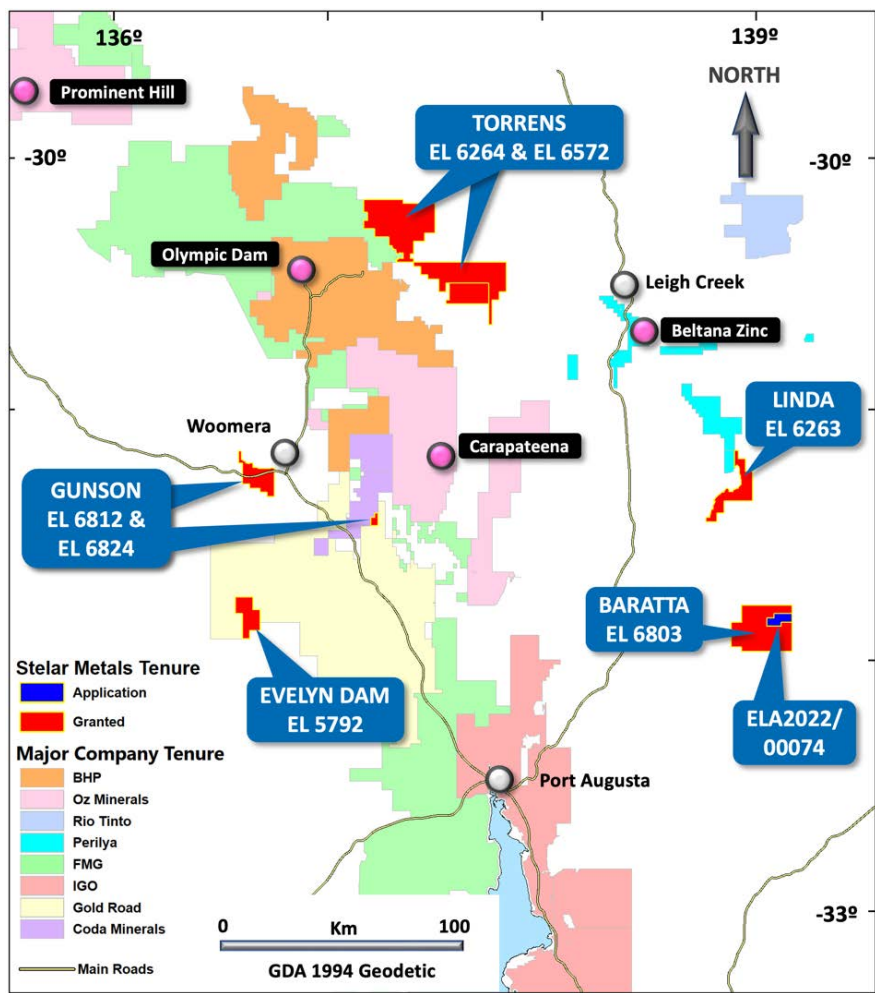 136º
139º
NORTH
Prominent Hill
TORRENS
EL 6264 & EL 6572
-30º
-30º
Olympic Dam
Leigh Creek
Beltana Zinc
LINDA
EL 6263
Woomera
Carapateena
GUNSON
EL 6812 &
EL 6824
BARATTA
EL 6803
EVELYN DAM
EL 5792
ELA2022/
00074
Port Augusta
Stelar Metals Tenure
Application
Granted
Major Company Tenure
BHP
Oz Minerals
Rio Tinto
Perilya
FMG
IGO
Gold Road
Coda Minerals
Main Roads
0 Km 100
GDA 1994 Geodetic
-33º